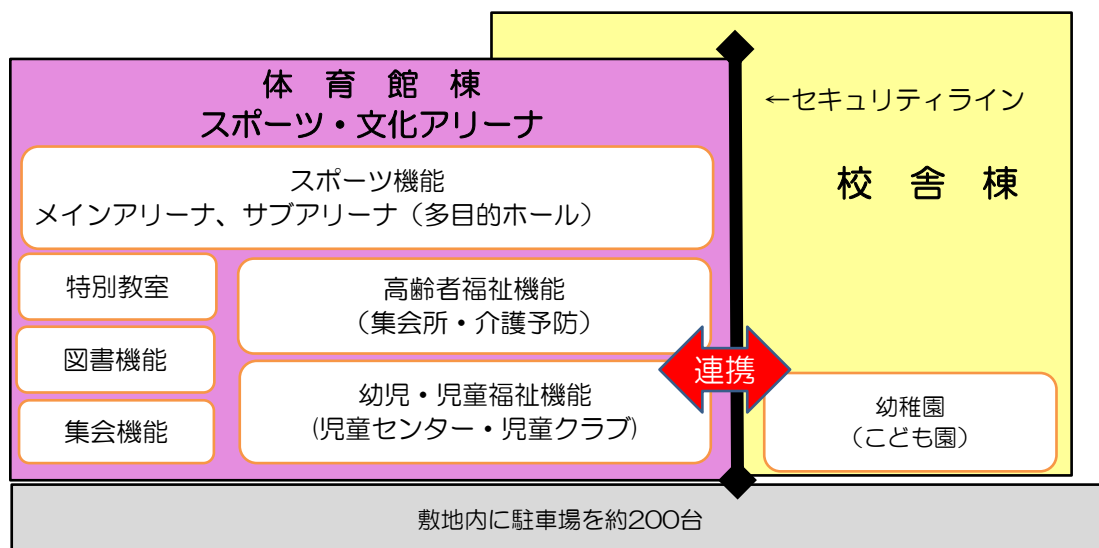 体 育 館 棟
スポーツ・文化アリーナ
スポーツ機能
メインアリーナ、サブアリーナ（多目的ホール）
特別教室
図書機能
集会機能
高齢者福祉機能
（集会所・介護予防）
幼児・児童福祉機能
(児童センター・児童クラブ)
連携
←セキュリティライン
校 舎 棟
幼稚園
（こども園）
敷地内に駐車場を約200台